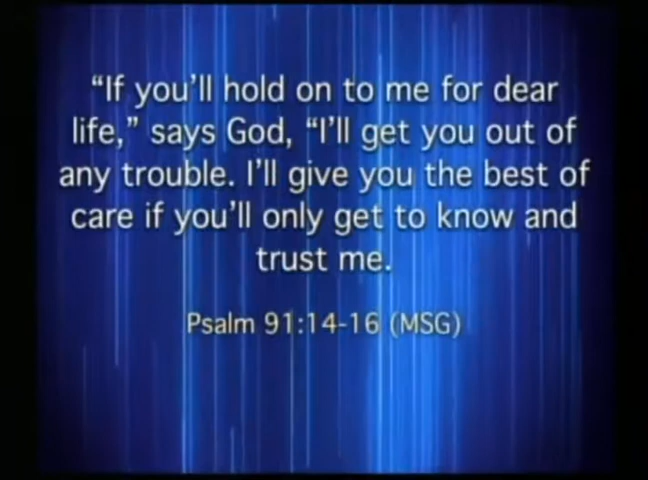 “If you’ll hold on to me for dear
life,” says God, “I’ll get you out of
any trouble. I’ll give you the best of
care if you’ll only get to know and
trust me.
Psalm 91:14-16 (MSG)